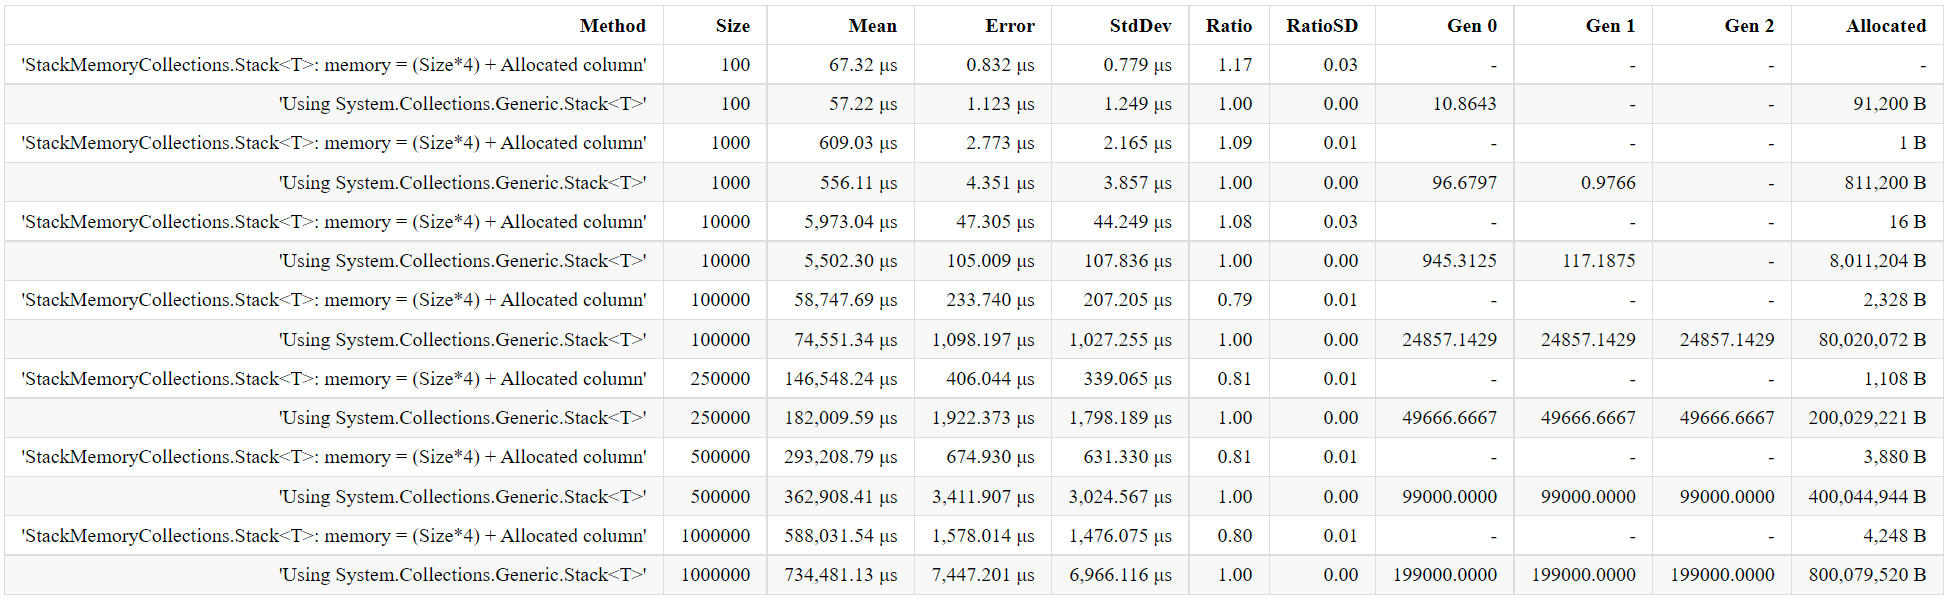 Method Size Mean Error StdDev Ratio RatioSD Gen 0 Gen 1 Gen 2 Allocated
'StackMemoryCollections.Stack<T>: memory = (Size*4) + Allocated column' 100 67.32 μs 0.832 μs 0.779 μs 1.17 0.03 - - - -
'Using System.Collections.Generic.Stack<T>' 100 57.22 μs 1.123 μs 1.249 μs 1.00 0.00 10.8643 - - 91,200 B
'StackMemoryCollections.Stack<T>: memory = (Size*4) + Allocated column' 1000 609.03 μs 2.773 μs 2.165 μs 1.09 0.01 - - - 1 B
'Using System.Collections.Generic.Stack<T>' 1000 556.11 μs 4.351 μs 3.857 μs 1.00 0.00 96.6797 0.9766 - 811,200 B
'StackMemoryCollections.Stack<T>: memory = (Size*4) + Allocated column' 10000 5,973.04 μs 47.305 μs 44.249 μs 1.08 0.03 - - - 16 B
'Using System.Collections.Generic.Stack<T>' 10000 5,502.30 μs 105.009 μs 107.836 μs 1.00 0.00 945.3125 117.1875 - 8,011,204 B
'StackMemoryCollections.Stack<T>: memory = (Size*4) + Allocated column' 100000 58,747.69 μs 233.740 μs 207.205 μs 0.79 0.01 - - - 2,328 B
'Using System.Collections.Generic.Stack<T>' 100000 74,551.34 μs 1,098.197 μs 1,027.255 μs 1.00 0.00 24857.1429 24857.1429 24857.1429 80,020,072 B
'StackMemoryCollections.Stack<T>: memory = (Size*4) + Allocated column' 250000 146,548.24 μs 406.044 μs 339.065 μs 0.81 0.01 - - - 1,108 B
'Using System.Collections.Generic.Stack<T>' 250000 182,009.59 μs 1,922.373 μs 1,798.189 μs 1.00 0.00 49666.6667 49666.6667 49666.6667 200,029,221 B
'StackMemoryCollections.Stack<T>: memory = (Size*4) + Allocated column' 500000 293,208.79 μs 674.930 μs 631.330 μs 0.81 0.01 - - - 3,880 B
'Using System.Collections.Generic.Stack<T>' 500000 362,908.41 μs 3,411.907 μs 3,024.567 μs 1.00 0.00 99000.0000 99000.0000 99000.0000 400,044,944 B
'StackMemoryCollections.Stack<T>: memory = (Size*4) + Allocated column' 1000000 588,031.54 μs 1,578.014 μs 1,476.075 μs 0.80 0.01 - - - 4,248 B
'Using System.Collections.Generic.Stack<T>' 1000000 734,481.13 μs 7,447.201 μs 6,966.116 μs 1.00 0.00 199000.0000 199000.0000 199000.0000 800,079,520 B